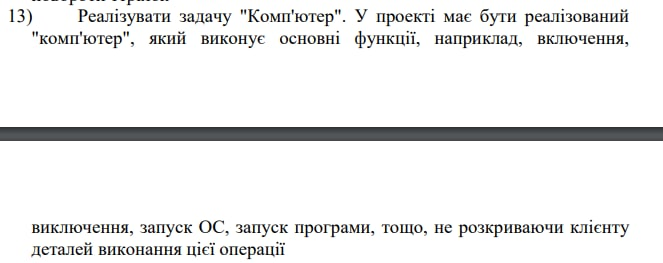 13) Реалізувати задачу "Комп'ютер". У проекті має бути реалізований
"комп'ютер", який виконує основні функції, наприклад, включення,
виключення, запуск ОС, запуск програми, тощо, не розкриваючи клієнту
деталей виконання цієї операції